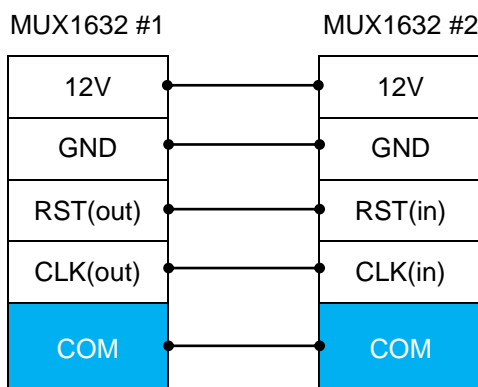 MUX1632 #1 MUX1632 #2
12V 12V
GND GND
RST(out) RST(in)
CLK(out) CLK(in)
COM COM